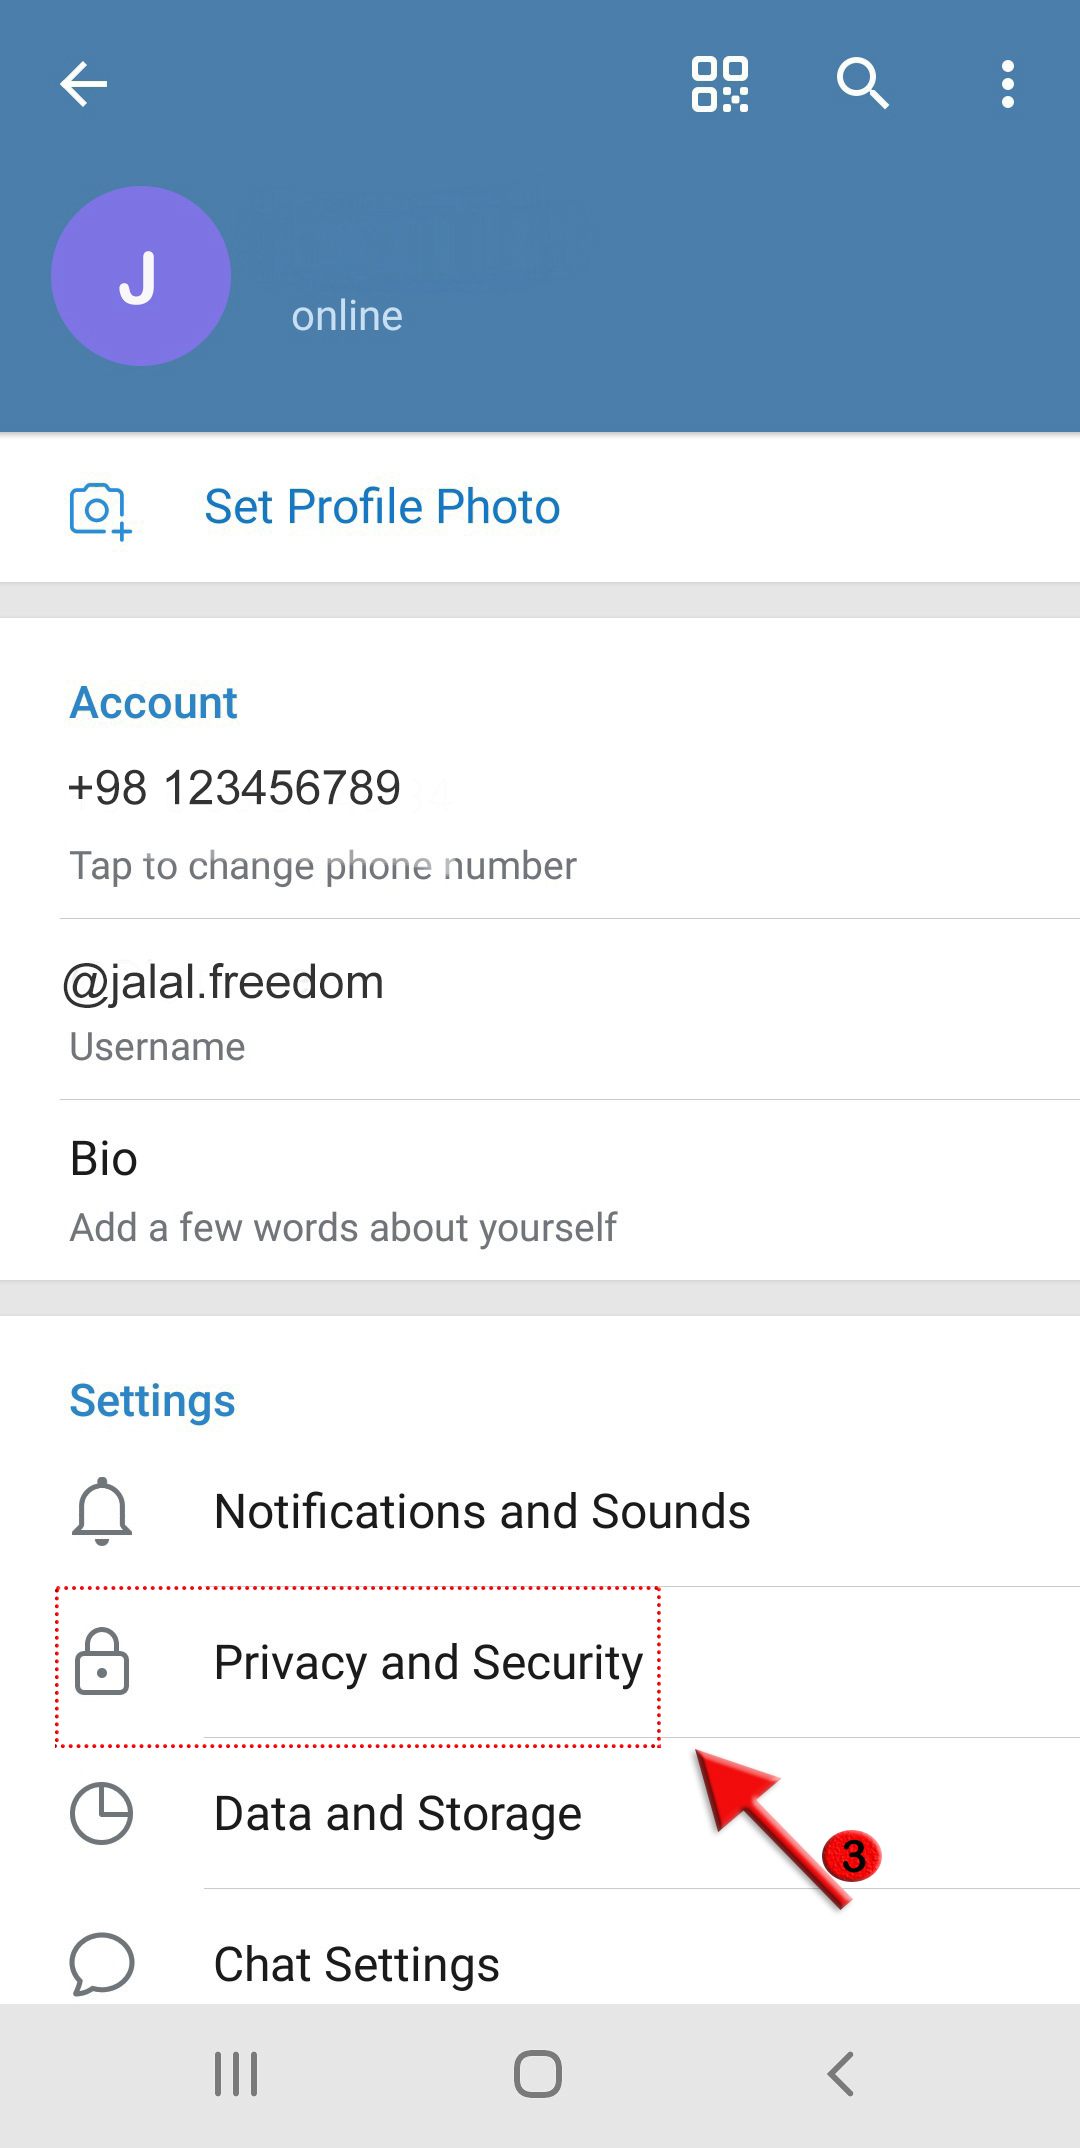 J
online
Set Profile Photo
Account
+98 123456789
Tap to change phone number
@jalal.freedom
Username
Bio
Add a few words about yourself
Settings
Notifications and Sounds
Privacy and Security
Data and Storage
3
Chat Settings